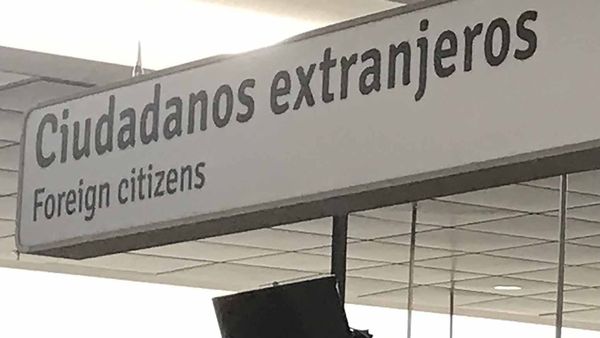 Ciudadanos extranjeros
Foreign citizens